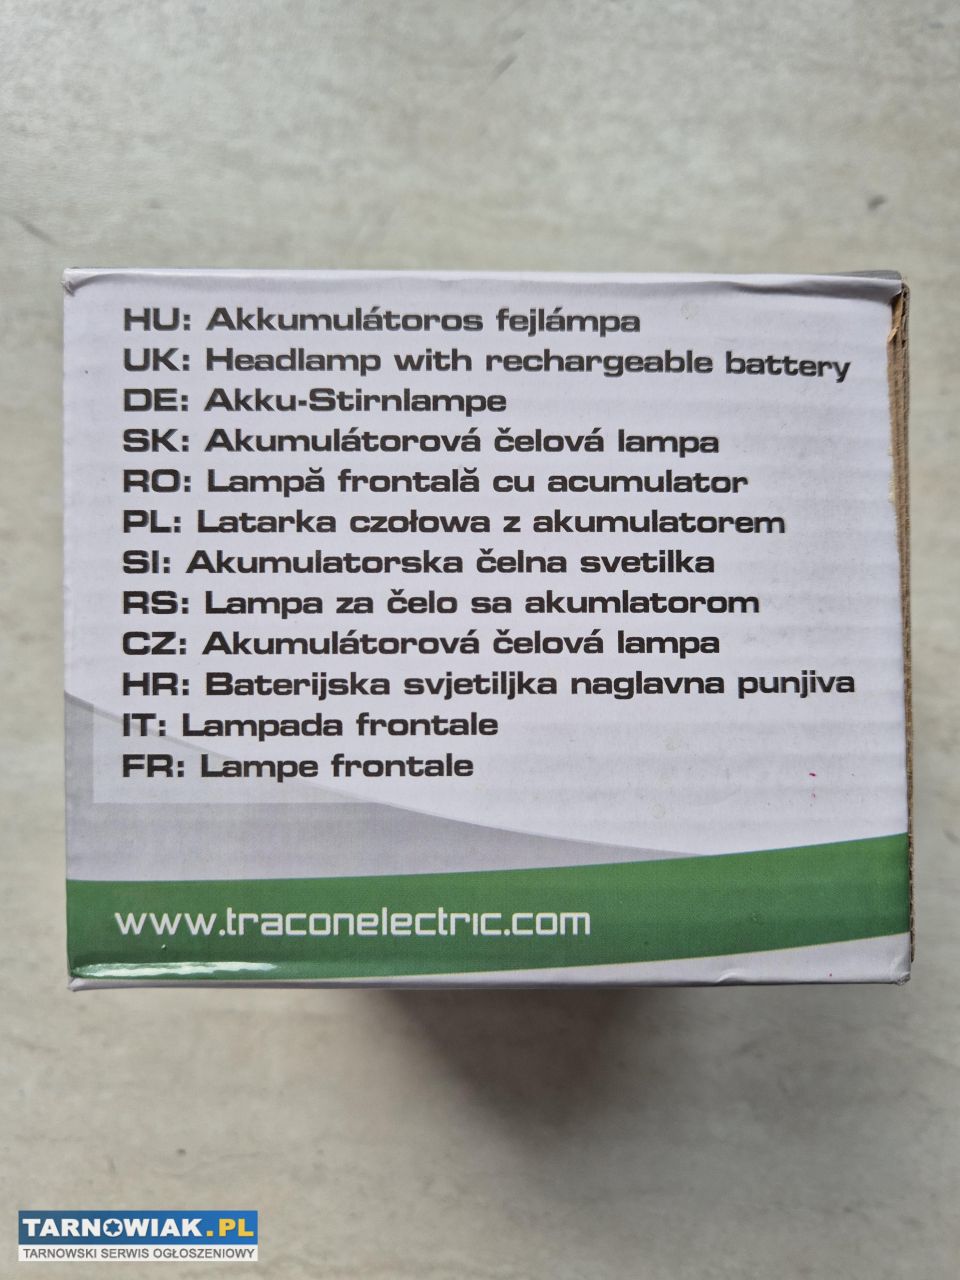 HU: Akkumulátoros fejlámpa
UK: Headlamp with rechargeable battery
DE: Akku-Stirnlampe
SK: Akumulátorová čelová lampa
RO: Lampă frontală cu acumulator
PL: Latarka czołowa z akumulatorem
SI: Akumulatorska čelna svetilka
RS: Lampa za čelo sa akumlatorom
CZ: Akumulátorová čelová lampa
HR: Baterijska svjetiljka naglavna punjiva
IT: Lampada frontale
FR: Lampe frontale
www.traconelectric.com
TARNOWIAK.PL
TARNOWSKI SERWIS OGŁOSZENIOWY